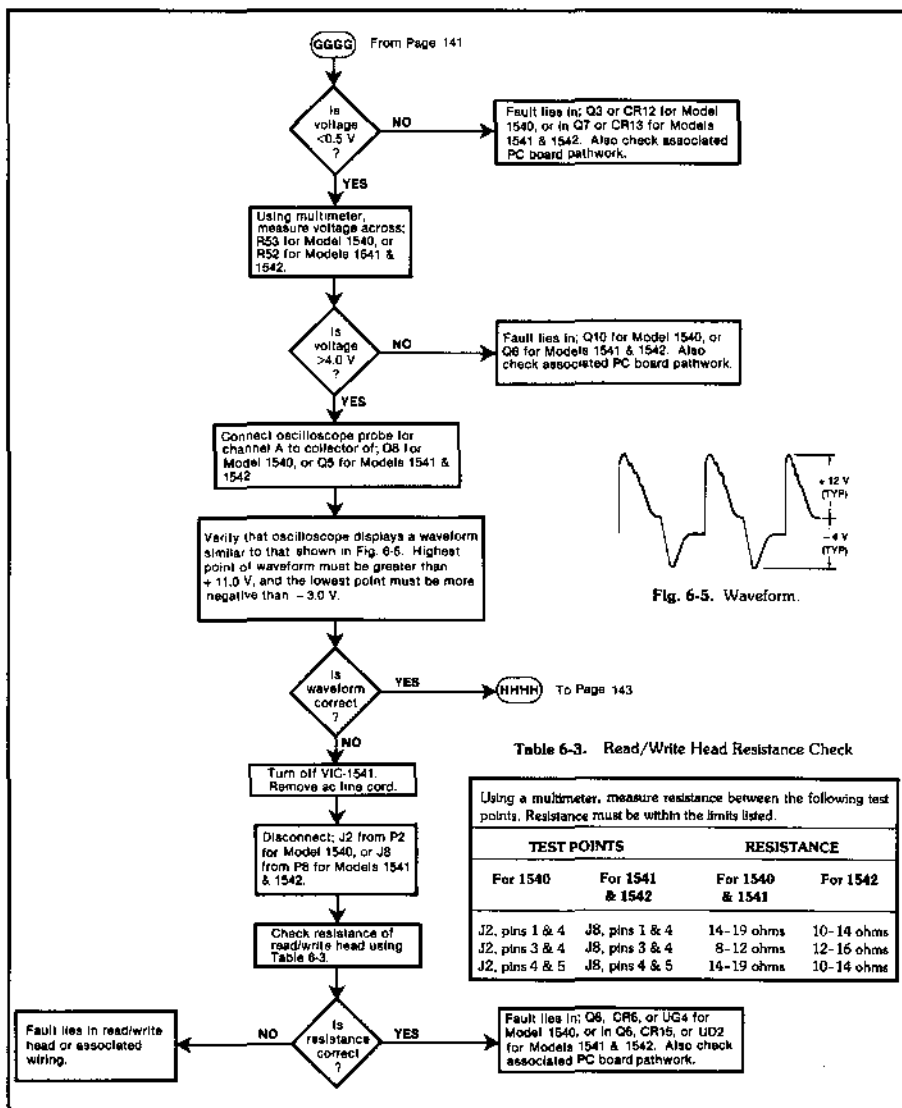 GGGG From Page 141
Is
voltage
<0.5 V
?
NO
Fault lies in; Q3 or CR12 for Model
1540, or in Q7 or CR13 for Models
1541 & 1542. Also check associated
PC board pathwork.
YES
Using multimeter,
measure voltage across;
R53 for Model 1540, or
R52 for Models 1541 &
1542.
Is
voltage
>4.0 V
?
NO
Fault lies in; Q10 for Model 1540, or
Q6 for Models 1541 & 1542. Also
check associated PC board pathwork.
YES
Connect oscilloscope probe for
channel A to collector of; Q8 for
Model 1540, or Q5 for Models 1541 &
1542
Verify that oscilloscope displays a waveform
similar to that shown in Fig. 6-5. Highest
point of waveform must be greater than
+ 11.0 V, and the lowest point must be more
negative than – 3.0 V.
+ 12 V
(TYP)
– 4 V
(TYP)
Fig. 6-5. Waveform.
Is
waveform
correct
?
YES
HHHH To Page 143
NO
Turn off VIC-1541.
Remove ac line cord.
Disconnect; J2 from P2
for Model 1540, or J8
from P8 for Models 1541
& 1542.
Check resistance of
read/write head using
Table 6-3.
Table 6-3. Read/Write Head Resistance Check
Using a multimeter, measure resistance between the following test
points. Resistance must be within the limits listed.
TEST POINTS RESISTANCE
For 1540 For 1541 & 1542 For 1540 & 1541 For 1542
J2, pins 1 & 4 J8, pins 1 & 4 14-19 ohms 10-14 ohms
J2, pins 3 & 4 J8, pins 3 & 4 8-12 ohms 12-16 ohms
J2, pins 4 & 5 J8, pins 4 & 5 14-19 ohms 10-14 ohms
Is
resistance
correct
?
NO
Fault lies in read/write
head or associated
wiring.
YES
Fault lies in; Q8, CR6, or UG4 for
Model 1540, or in Q6, CR15, or UD2
for Models 1541 & 1542. Also check
associated PC board pathwork.